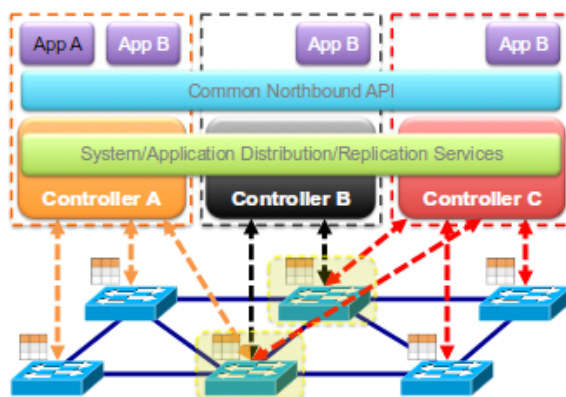 App A App B App B App B
Common Northbound API
System/Application Distribution/Replication Services
Controller A Controller B Controller C